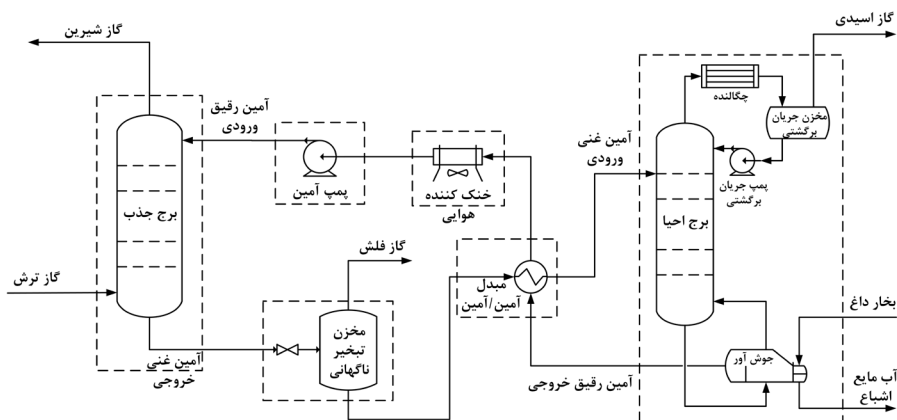 گاز اسیدی
گاز شیرین
چگالنده
مخزن جریان
برگشتی
آمین رقیق
ورودی
آمین غنی
ورودی
پمپ جریان
برگشتی
پمپ آمین
خنک کننده
هوایی
برج جذب
برج احیا
گاز فلش
گاز ترش
مبدل
آمین/آمین
بخار داغ
مخزن
تبخیر
ناگهانی
آمین غنی
خروجی
جوش آور
آمین رقیق خروجی
آب مایع
اشباع